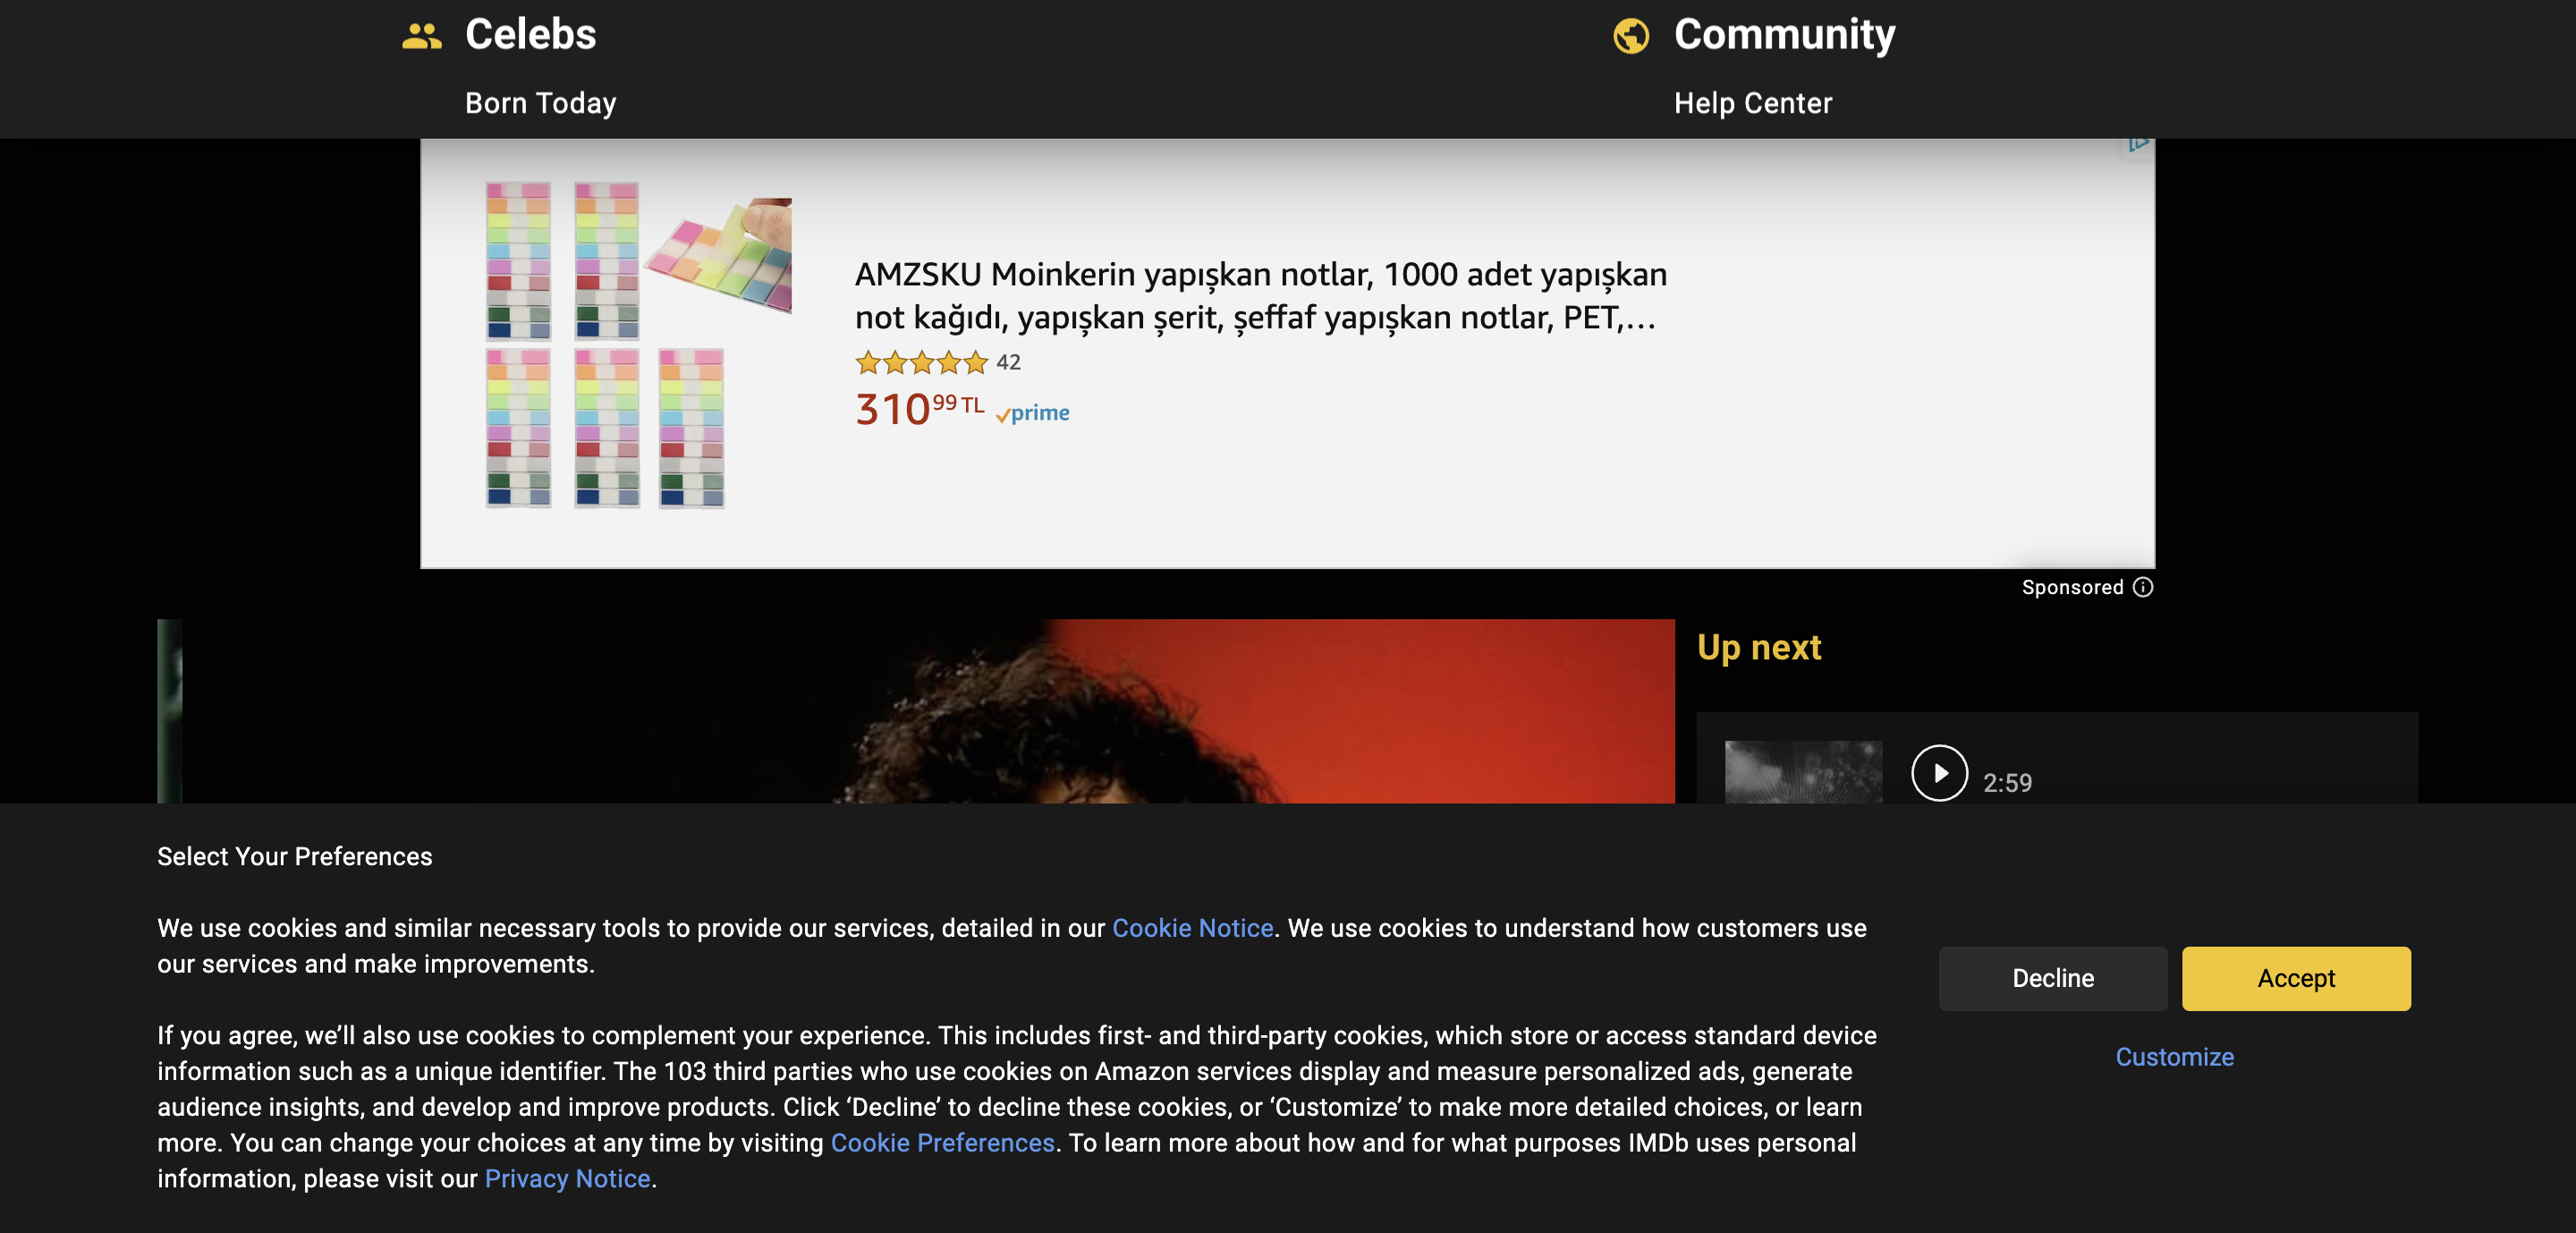 Celebs
Born Today
Community
Help Center
AMZSKU Moinkerin yapışkan notlar, 1000 adet yapışkan
not kağıdı, yapışkan şerit, şeffaf yapışkan notlar, PET,...
42
310 99 TL prime
Sponsored
Up next
2:59
Select Your Preferences
We use cookies and similar necessary tools to provide our services, detailed in our Cookie Notice. We use cookies to understand how customers use
our services and make improvements.
If you agree, we’ll also use cookies to complement your experience. This includes first- and third-party cookies, which store or access standard device
information such as a unique identifier. The 103 third parties who use cookies on Amazon services display and measure personalized ads, generate
audience insights, and develop and improve products. Click ‘Decline’ to decline these cookies, or ‘Customize’ to make more detailed choices, or learn
more. You can change your choices at any time by visiting Cookie Preferences. To learn more about how and for what purposes IMDb uses personal
information, please visit our Privacy Notice.
Decline
Accept
Customize